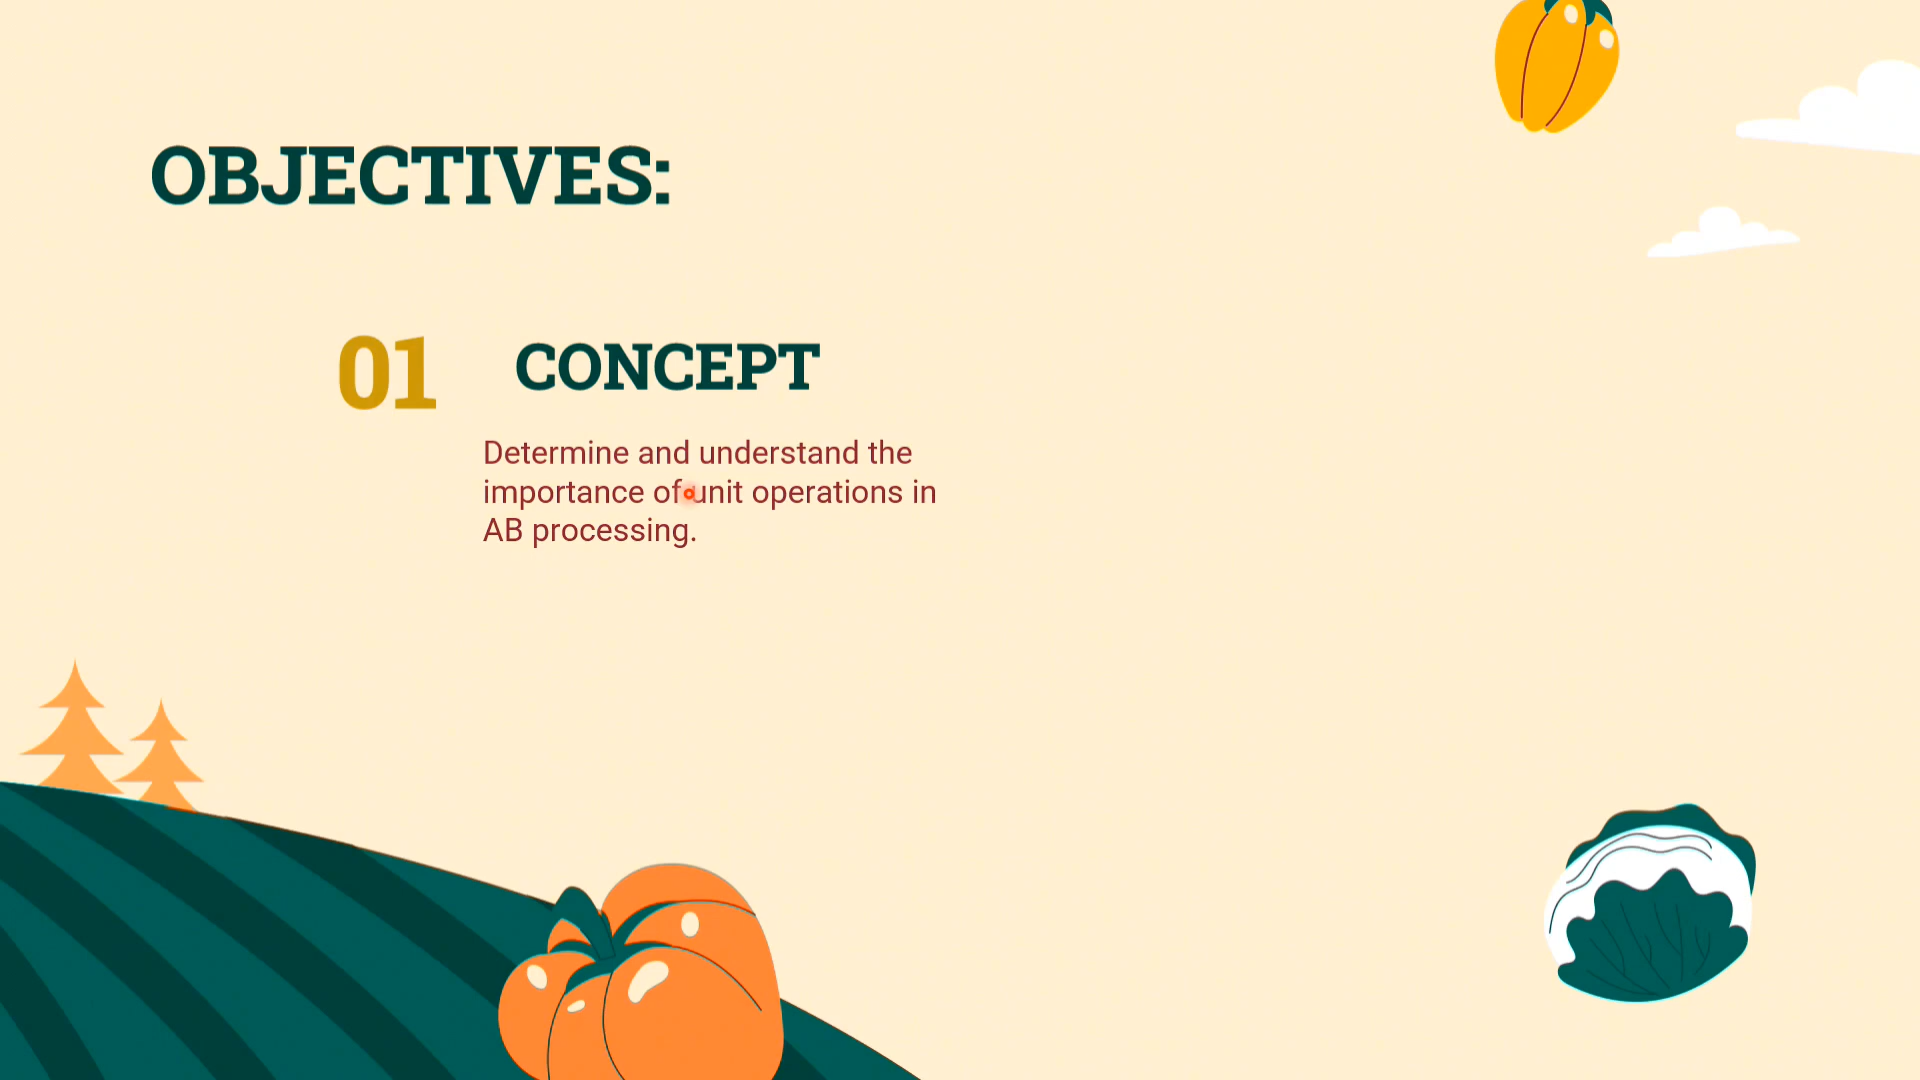 OBJECTIVES:
01
CONCEPT
Determine and understand the
importance of unit operations in
AB processing.